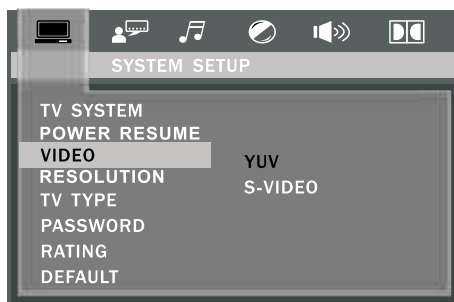 SYSTEM SETUP
TV SYSTEM
POWER RESUME
VIDEO
YUV
RESOLUTION
S-VIDEO
TV TYPE
PASSWORD
RATING
DEFAULT